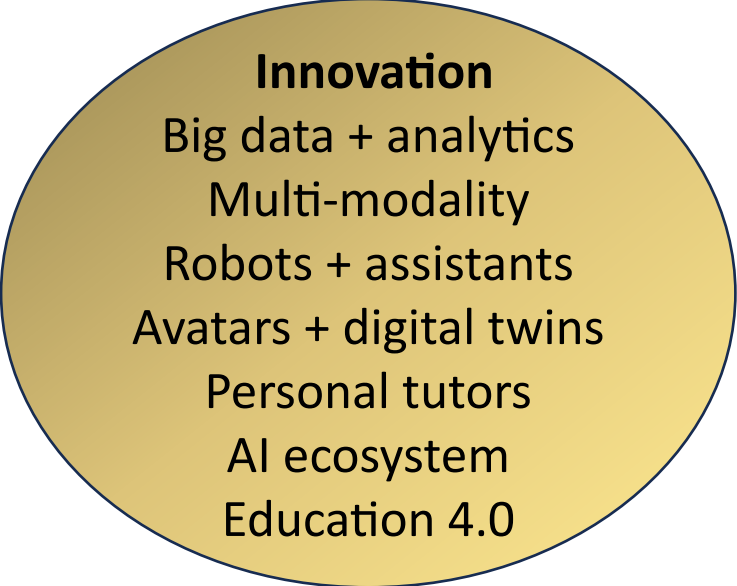 Innovation
Big data + analytics
Multi-modality
Robots + assistants
Avatars + digital twins
Personal tutors
AI ecosystem
Education 4.0